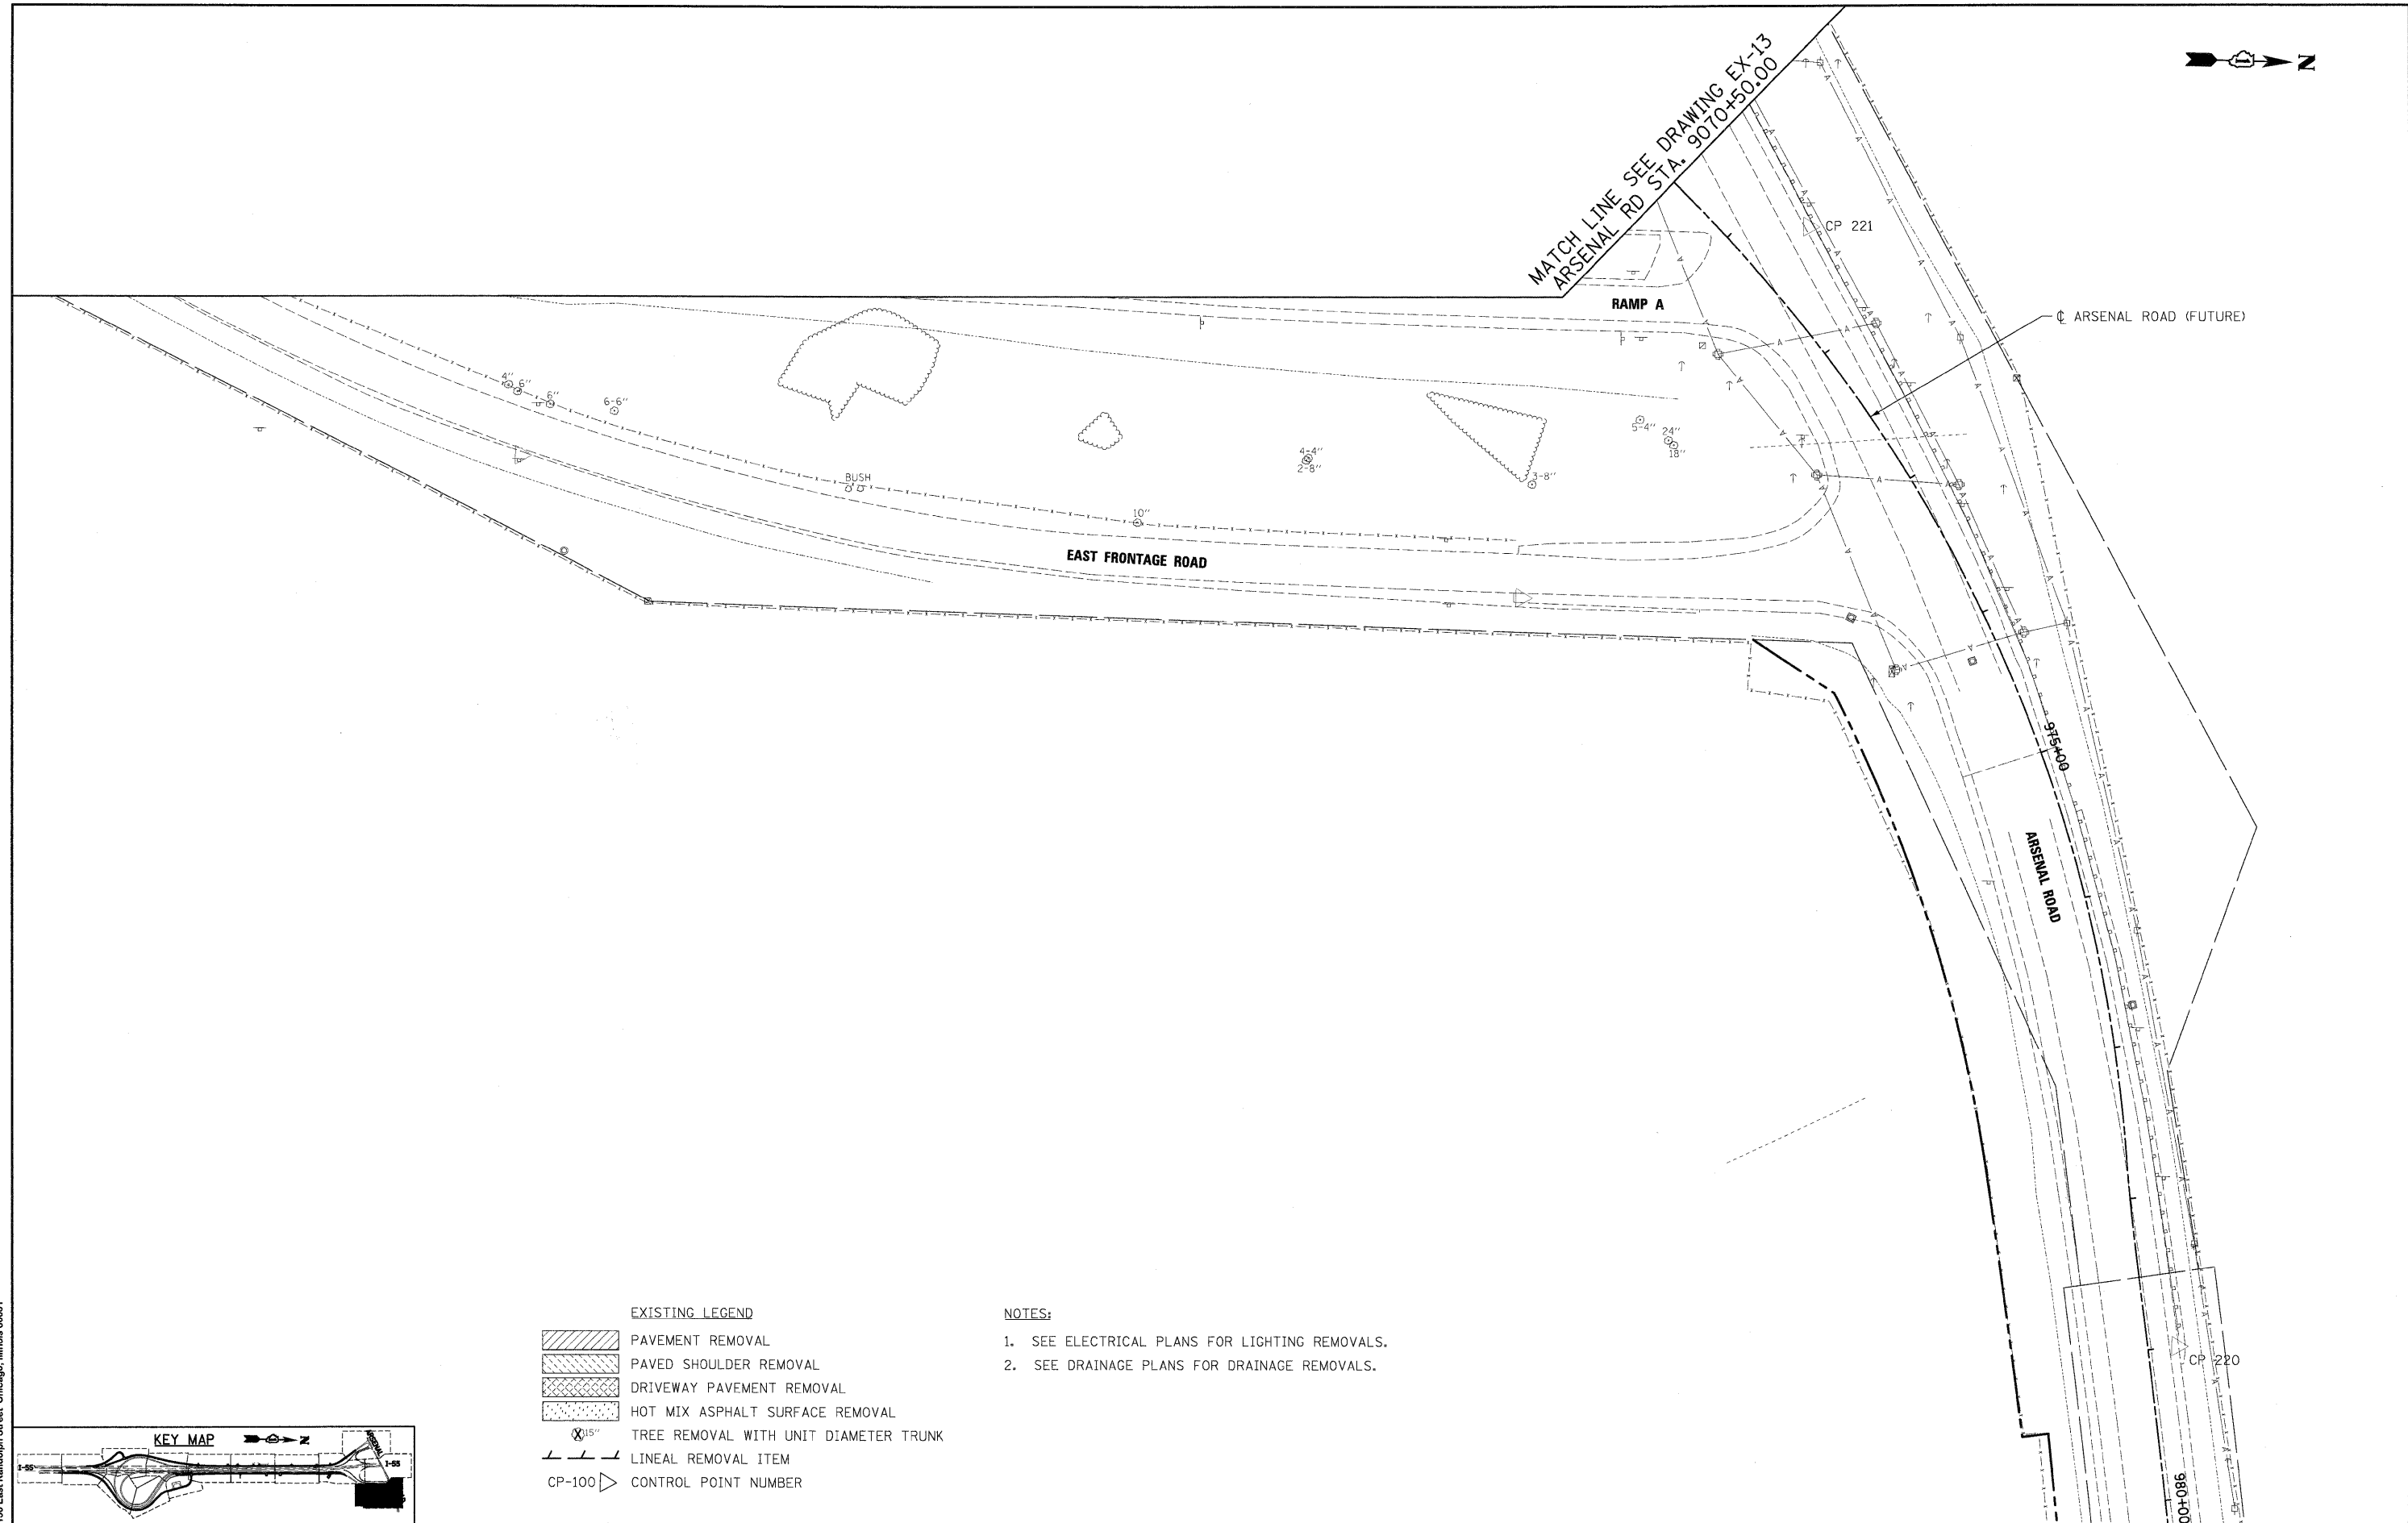 MATCH LINE SEE DRAWING EX-13
ARSENAL RD STA. 9070+50.00
N
CP 221
RAMP A
℄ ARSENAL ROAD (FUTURE)
4"
6"
6"
6-6"
5-4"
24"
18"
4-4"
2-8"
3-8"
BUSH
10"
EAST FRONTAGE ROAD
975+00
ARSENAL ROAD
CP 220
980+00
EXISTING LEGEND
PAVEMENT REMOVAL
PAVED SHOULDER REMOVAL
DRIVEWAY PAVEMENT REMOVAL
HOT MIX ASPHALT SURFACE REMOVAL
15" TREE REMOVAL WITH UNIT DIAMETER TRUNK
LINEAL REMOVAL ITEM
CP-100 CONTROL POINT NUMBER
NOTES:
1. SEE ELECTRICAL PLANS FOR LIGHTING REMOVALS.
2. SEE DRAINAGE PLANS FOR DRAINAGE REMOVALS.
KEY MAP
N
I-55
ARSENAL
I-55